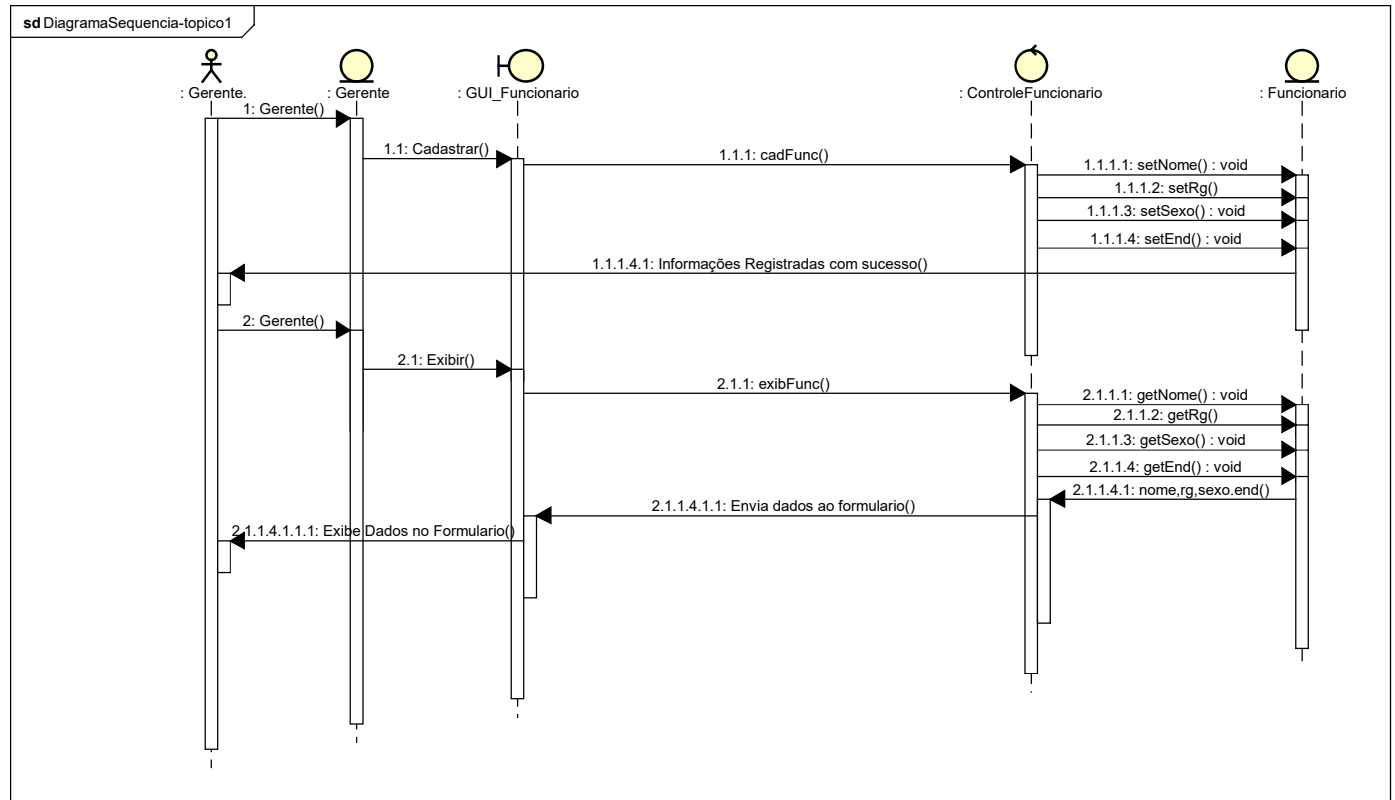 sd DiagramaSequencia-topico1
: Gerente.
: Gerente
: GUI_Funcionario
: ControleFuncionario
: Funcionario
1: Gerente()
1.1: Cadastrar()
1.1.1: cadFunc()
1.1.1.1: setNome() : void
1.1.1.2: setRg()
1.1.1.3: setSexo() : void
1.1.1.4: setEnd() : void
1.1.1.4.1: Informações Registradas com sucesso()
2: Gerente()
2.1: Exibir()
2.1.1: exibFunc()
2.1.1.1: getNome() : void
2.1.1.2: getRg()
2.1.1.3: getSexo() : void
2.1.1.4: getEnd() : void
2.1.1.4.1: nome,rg,sexo.end()
2.1.1.4.1.1: Envia dados ao formulario()
2.1.1.4.1.1.1: Exibe Dados no Formulario()